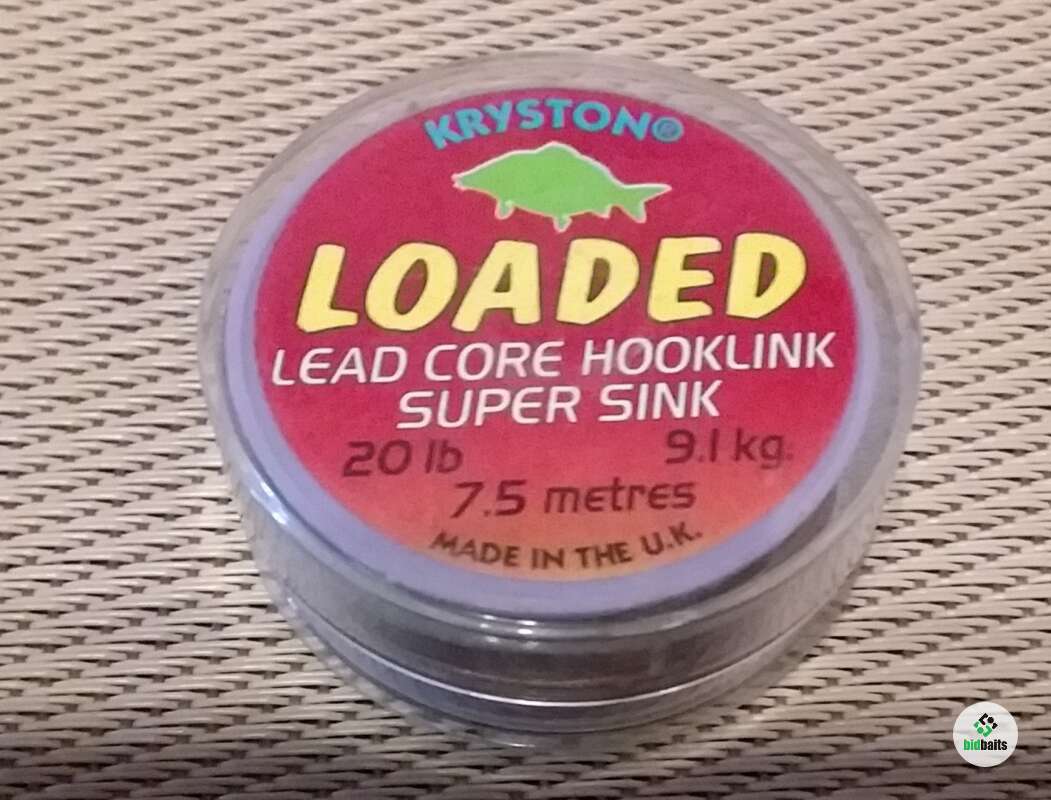 KRYSTON®
LOADED
LEAD CORE HOOKLINK
SUPER SINK
20 lb 9.1 kg.
7.5 metres
MADE IN THE U.K.
bidbaits